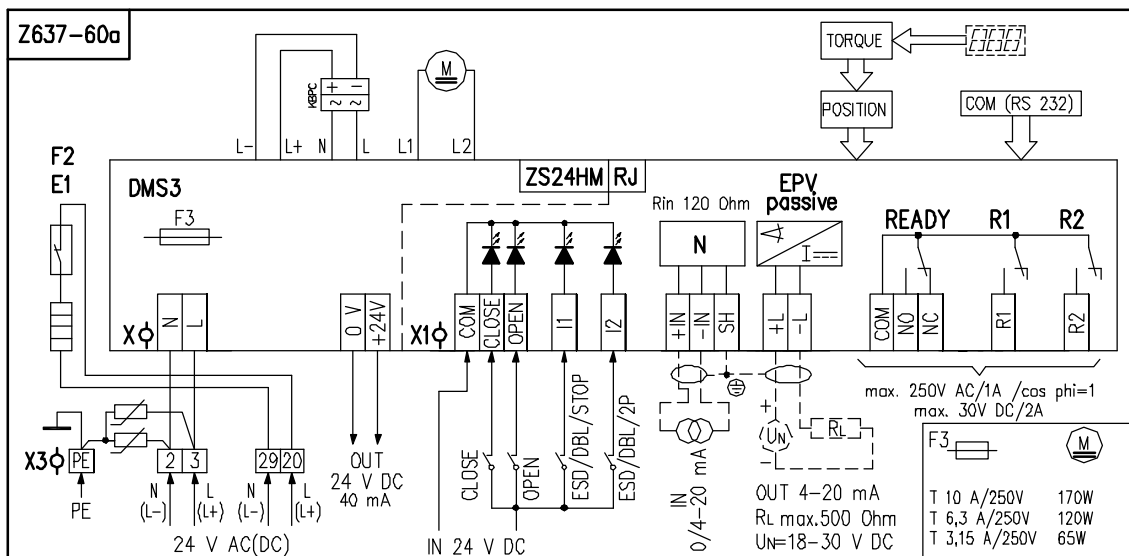 Z637-60a
TORQUE
POSITION
COM (RS 232)
KBPC
+ −
~ ~
M
L- L+ N L L1 L2
F2
E1
DMS3
F3
ZS24HM RJ
Rin 120 Ohm
N
EPV
passive
I
READY R1 R2
X
N
L
0 V
+24V
X1
COM
CLOSE
OPEN
I1
I2
+IN
-IN
SH
+L
-L
COM
NO
NC
R1
R2
max. 250V AC/1A /cos phi=1
max. 30V DC/2A
X3
PE
2 3
29 20
PE
N
(L-)
L
(L+)
N
(L-)
L
(L+)
24 V AC(DC)
OUT
24 V DC
40 mA
CLOSE
OPEN
ESD/DBL/STOP
ESD/DBL/2P
IN 24 V DC
IN
0/4-20 mA
+
UN
−
RL
OUT 4-20 mA
RL max.500 Ohm
UN=18-30 V DC
F3
M
T 10 A/250V 170W
T 6,3 A/250V 120W
T 3,15 A/250V 65W